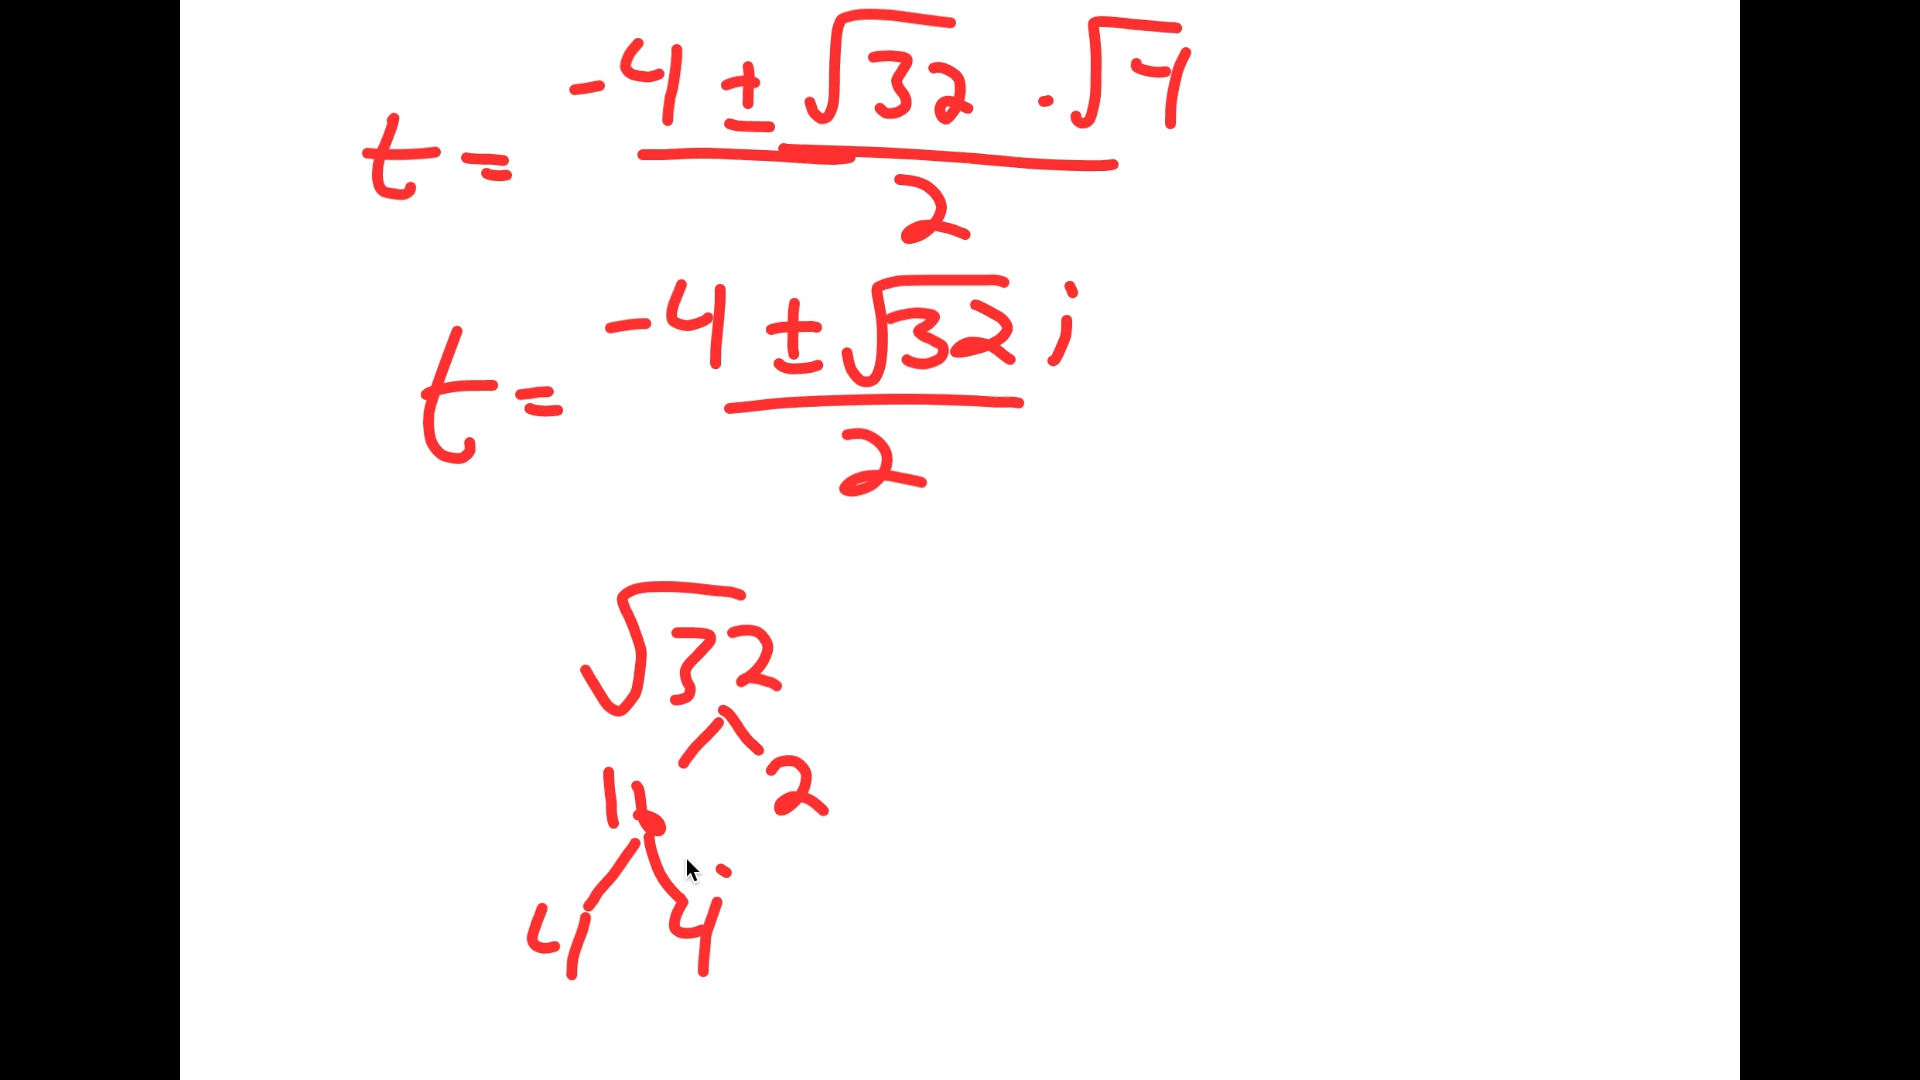 t = (-4 ± √32 · √-1) / 2
t = (-4 ± √32 i) / 2
√32
16 2
4 4